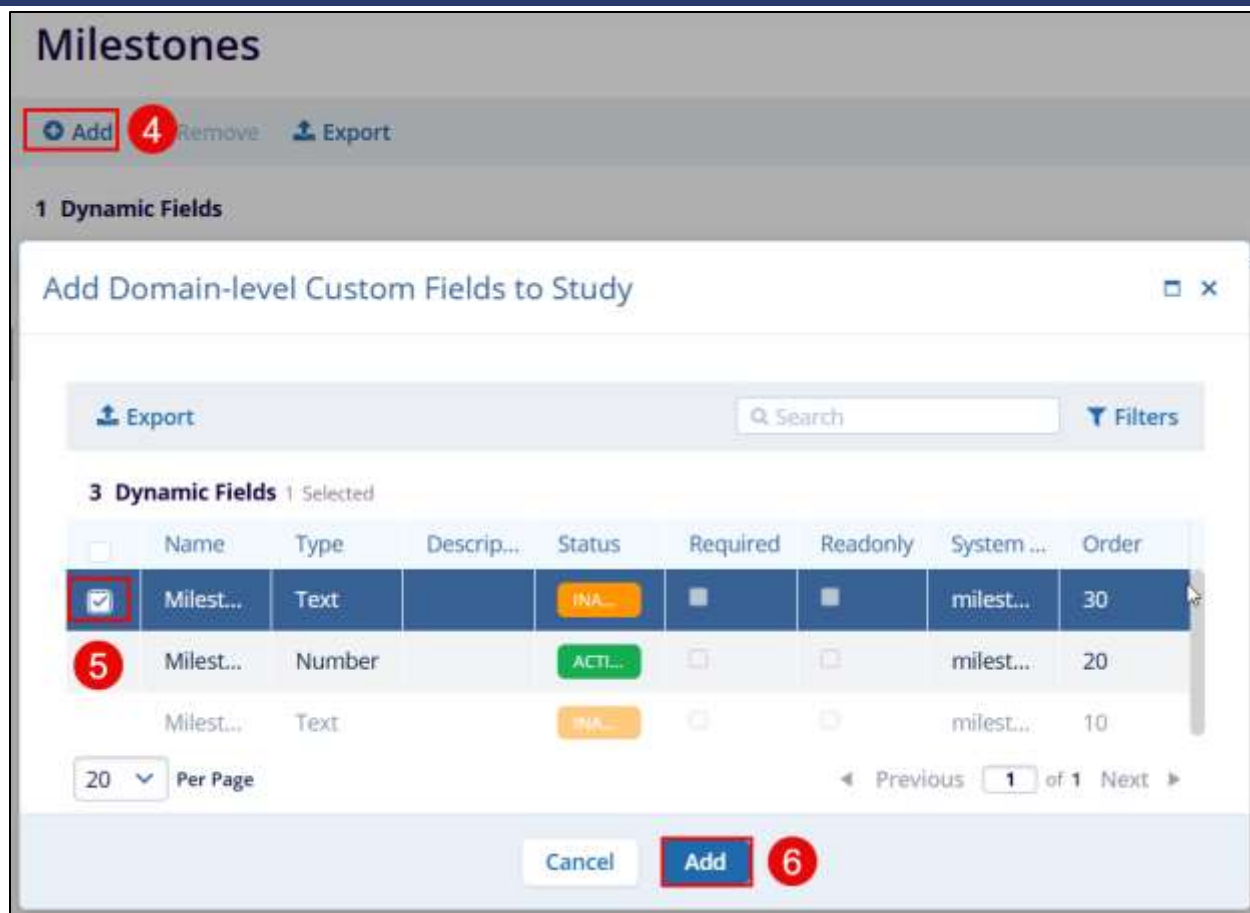 Milestones
Add 4 Remove Export
1 Dynamic Fields
Add Domain-level Custom Fields to Study
Export Search Filters
3 Dynamic Fields 1 Selected
Name Type Descrip... Status Required Readonly System ... Order
Milest... Text INA... milest... 30
5 Milest... Number ACTI... milest... 20
Milest... Text INA... milest... 10
20 Per Page Previous 1 of 1 Next
Cancel Add 6